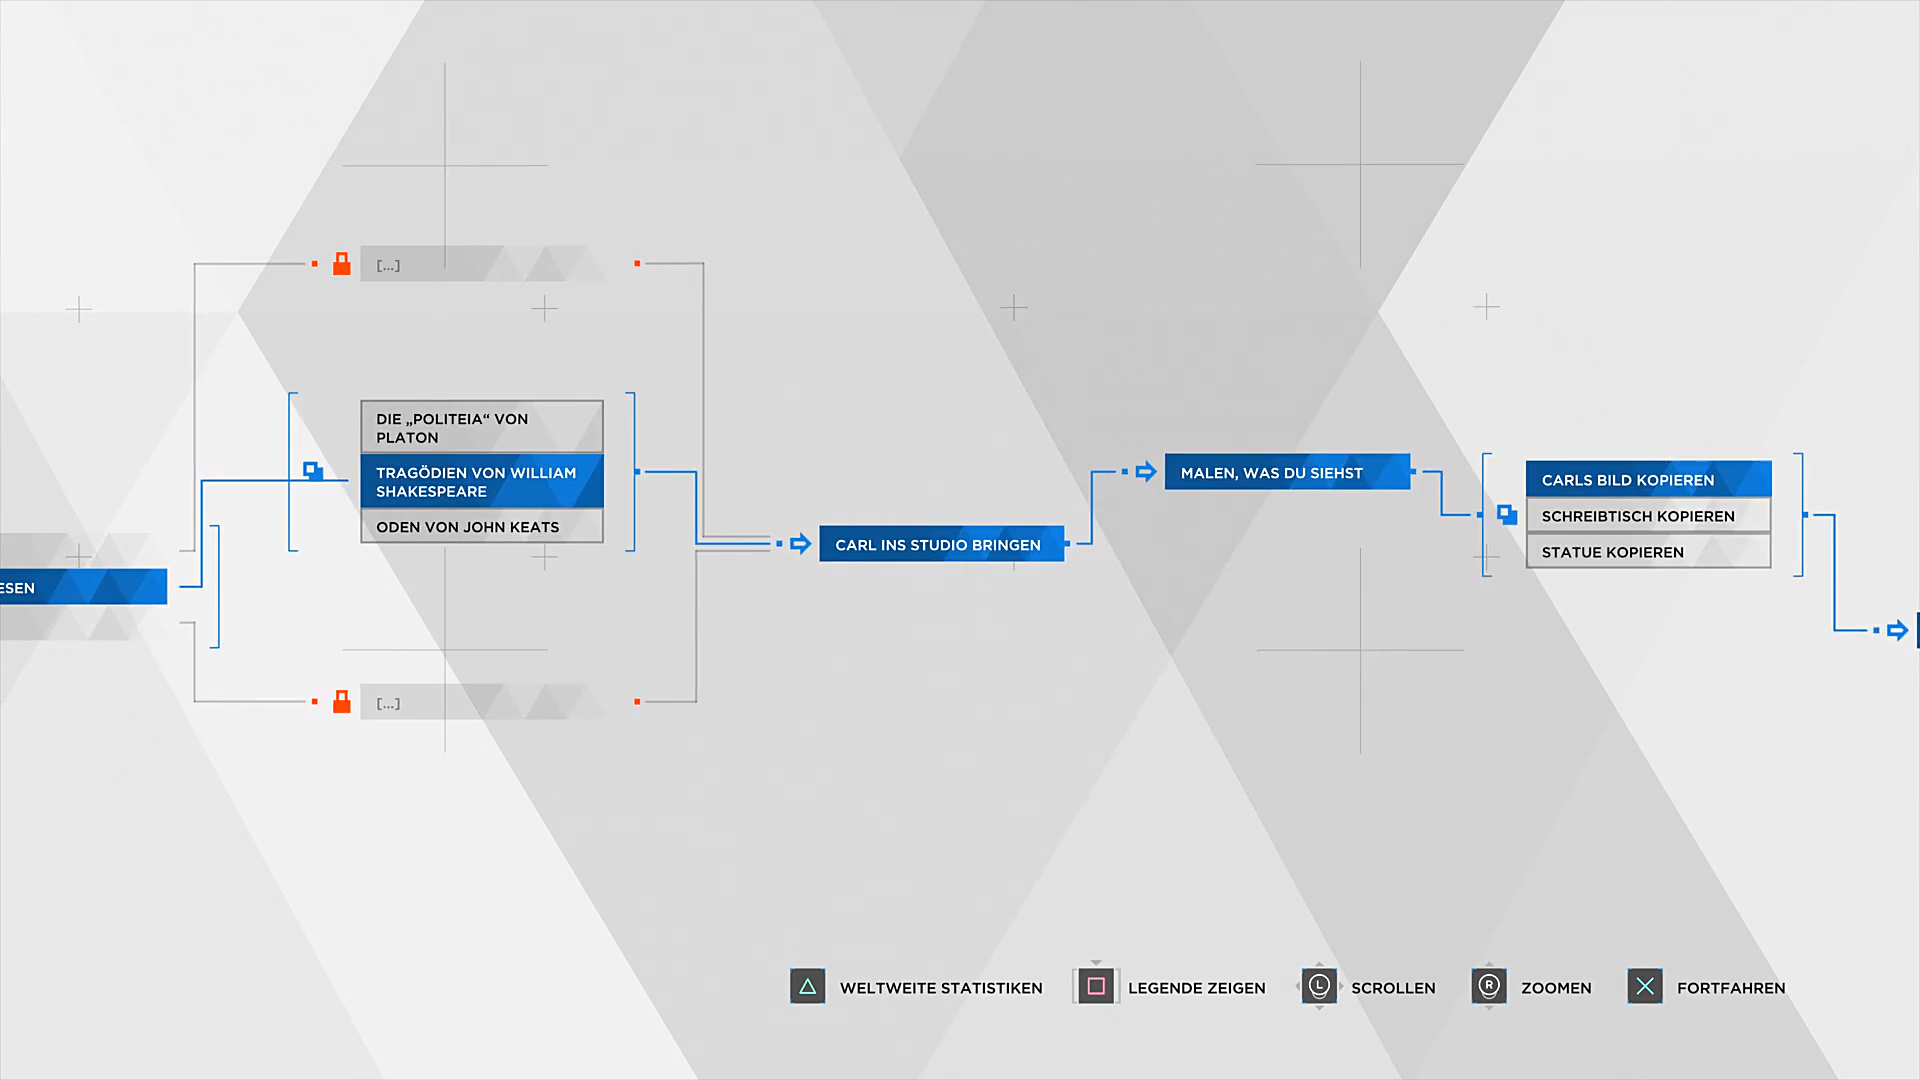 [...]
DIE „POLITEIA“ VON
PLATON
TRAGÖDIEN VON WILLIAM
SHAKESPEARE
ODEN VON JOHN KEATS
ESEN
[...]
CARL INS STUDIO BRINGEN
MALEN, WAS DU SIEHST
CARLS BILD KOPIEREN
SCHREIBTISCH KOPIEREN
STATUE KOPIEREN
WELTWEITE STATISTIKEN
LEGENDE ZEIGEN
L SCROLLEN
R ZOOMEN
FORTFAHREN